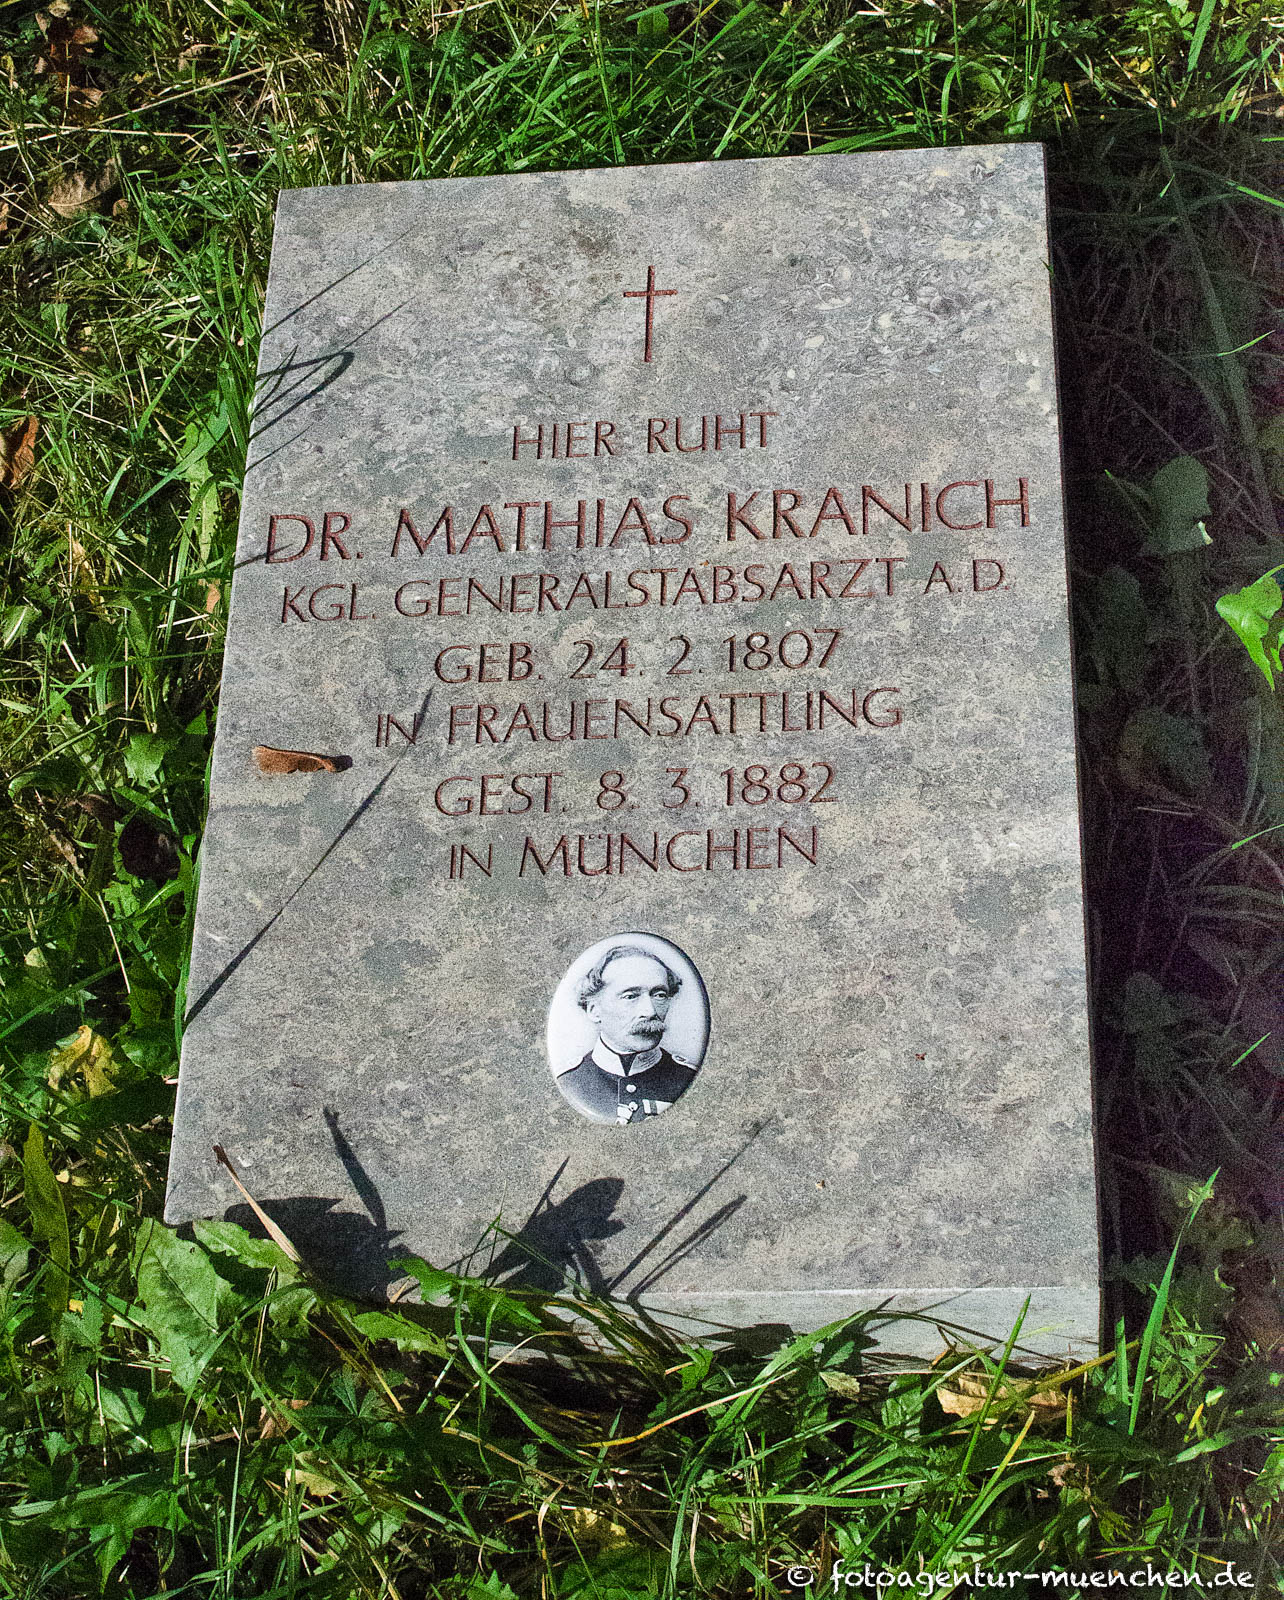 HIER RUHT
DR. MATHIAS KRANICH
KGL. GENERALSTABSARZT A.D.
GEB. 24. 2. 1807
IN FRAUENSATTLING
GEST. 8. 3. 1882
IN MÜNCHEN
© fotoagentur-muenchen.de